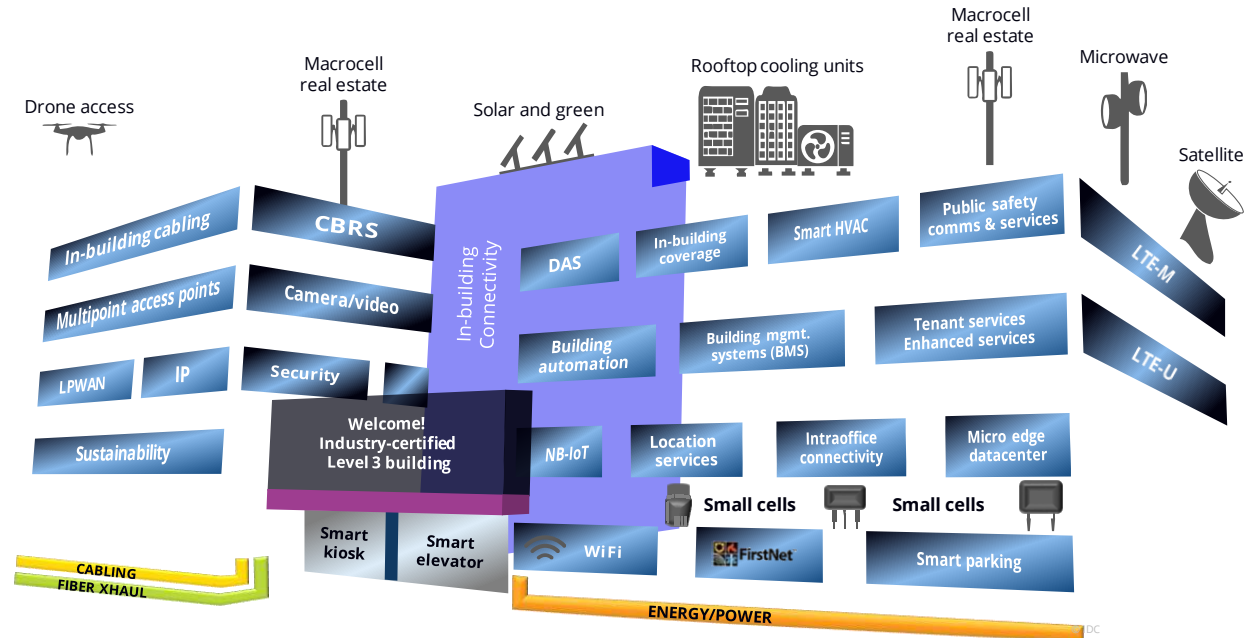 Macrocell
real estate
Macrocell
real estate
Microwave
Rooftop cooling units
Drone access
Solar and green
Satellite
In-building cabling
CBRS
Multipoint access points
Camera/video
LPWAN
IP
Security
Sustainability
In-building
Connectivity
DAS
In-building
coverage
Smart HVAC
Public safety
comms & services
LTE-M
Building
automation
Building mgmt.
systems (BMS)
Tenant services
Enhanced services
LTE-U
Welcome!
Industry-certified
Level 3 building
NB-IoT
Location
services
Intraoffice
connectivity
Micro edge
datacenter
Small cells
Small cells
Smart
kiosk
Smart
elevator
WiFi
FirstNet
Smart parking
CABLING
FIBER XHAUL
ENERGY/POWER